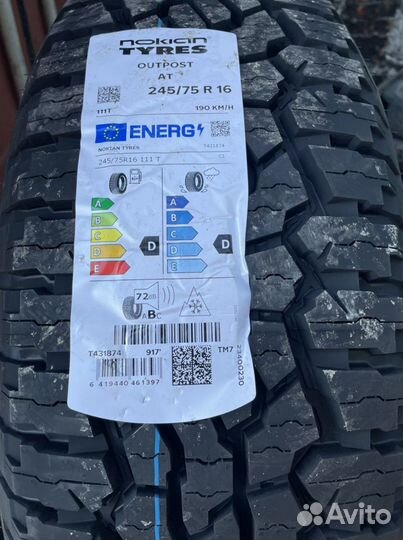 nokian
TYRES
OUTPOST
AT
245/75 R 16
111T
190 KM/H
ENERG
NOKIAN TYRES
T431874
245/75R16 111 T
C1
A
B
C
D
E
D
A
B
C
D
E
D
72dB
ABC
T431874
917
TM7
6 419440 461397
23400230
Avito